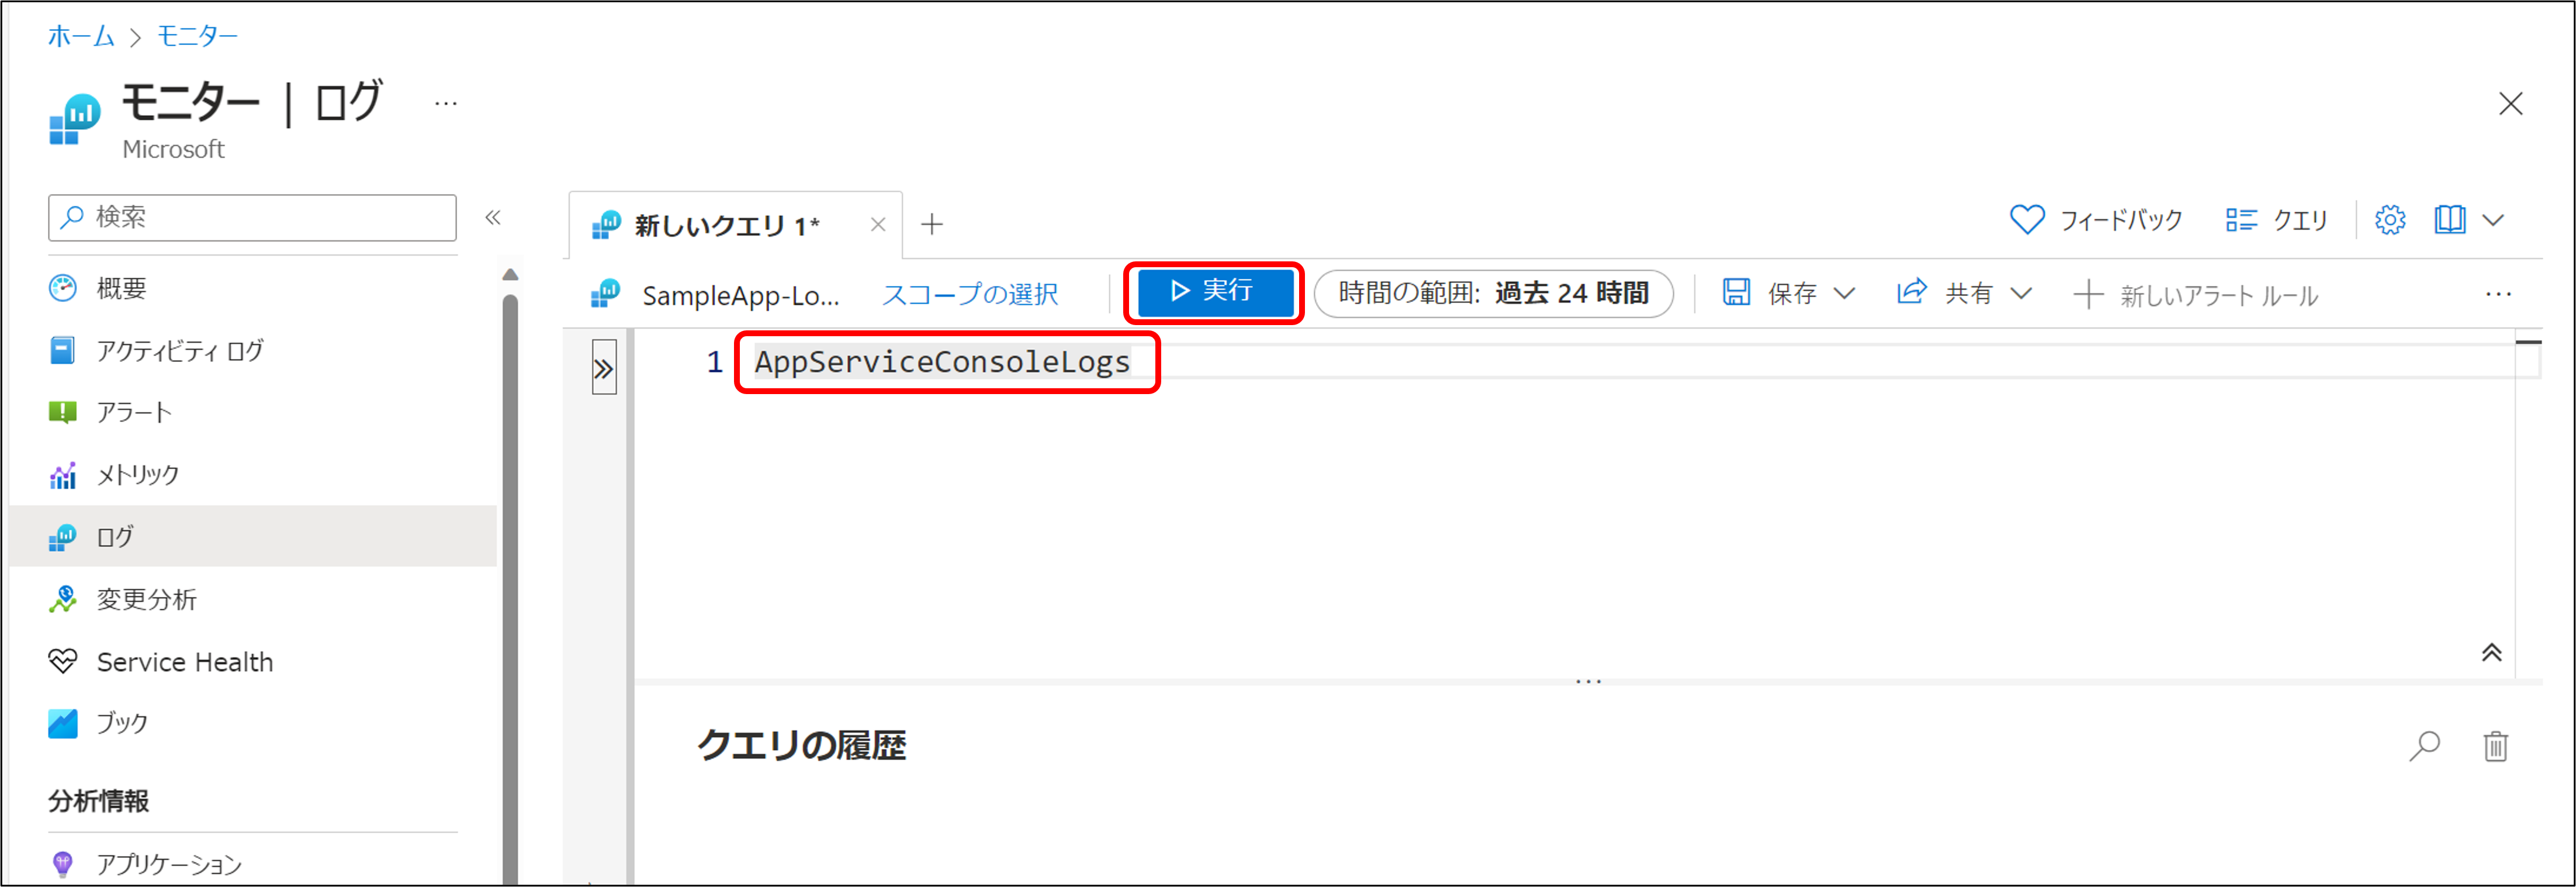 ホーム > モニター
モニター | ログ ...
Microsoft
検索
概要
アクティビティ ログ
アラート
メトリック
ログ
変更分析
Service Health
ブック
分析情報
アプリケーション
新しいクエリ 1*
フィードバック クエリ
SampleApp-Lo... スコープの選択 実行 時間の範囲: 過去 24 時間 保存 共有 新しいアラート ルール ...
1 AppServiceConsoleLogs
クエリの履歴